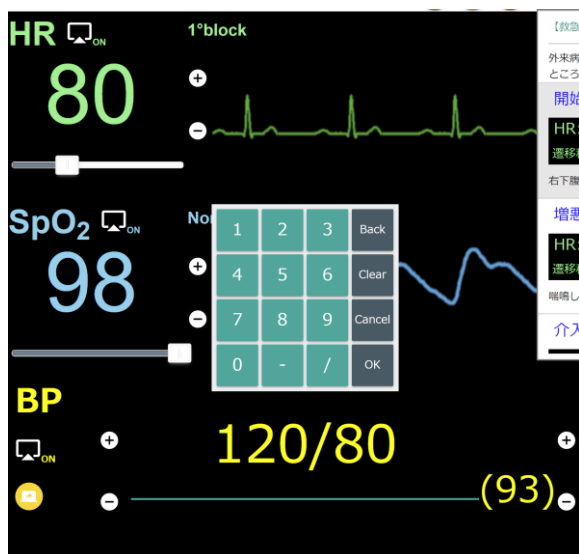 HR ON
1°block
80
SpO₂ ON
No
98
1 2 3 Back
4 5 6 Clear
7 8 9 Cancel
0 - / OK
BP
ON
120/80
(93)
【救急
外来病
ところ
開始
HR:
遷移
右下腹
増悪
HR:
遷移
喘鳴し
介入